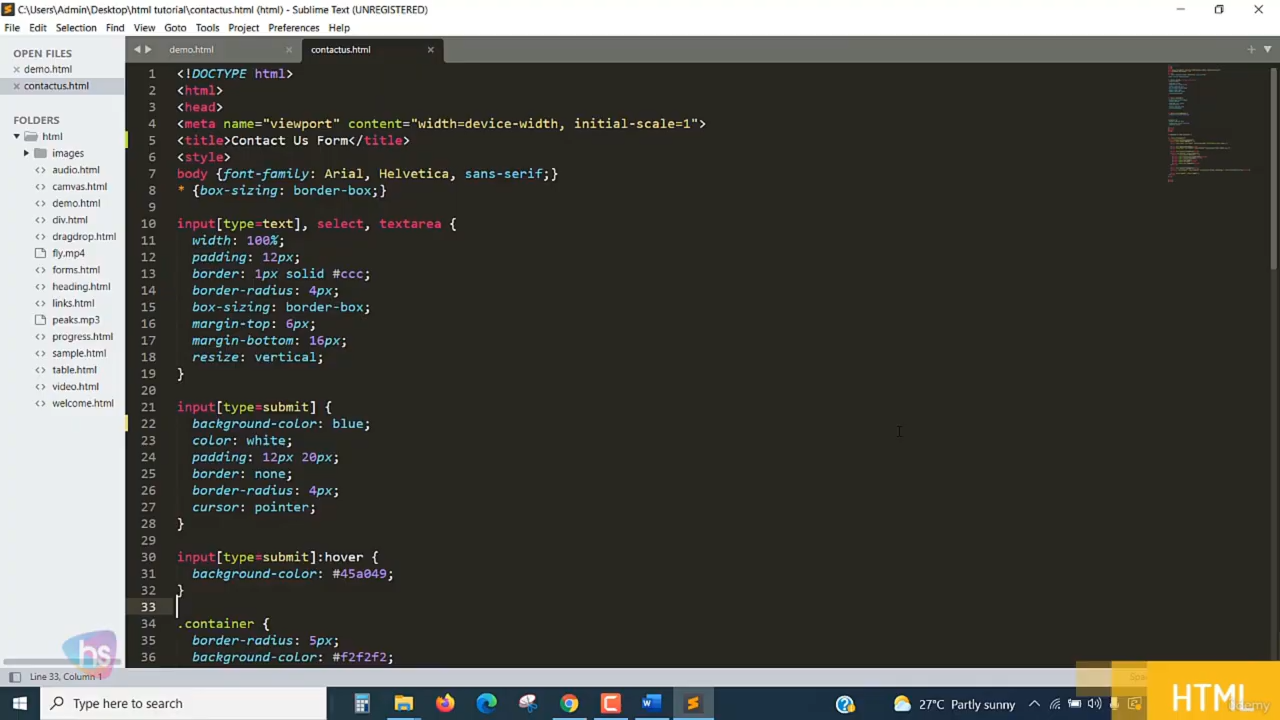 C:\Users\Admin\Desktop\html tutorial\contactus.html (html) - Sublime Text (UNREGISTERED)
File Edit Selection Find View Goto Tools Project Preferences Help
OPEN FILES
demo.html
contactus.html
FOLDERS
html
images
audio.html
canvas.html
demo.html
div.html
dragdrop.html
fly.mp4
forms.html
heading.html
links.html
peaks.mp3
progress.html
sample.html
table.html
video.html
welcome.html
demo.html contactus.html
1 <!DOCTYPE html>
2 <html>
3 <head>
4 <meta name="viewport" content="width=device-width, initial-scale=1">
5 <title>Contact Us Form</title>
6 <style>
7 body {font-family: Arial, Helvetica, sans-serif;}
8 * {box-sizing: border-box;}
9
10 input[type=text], select, textarea {
11 width: 100%;
12 padding: 12px;
13 border: 1px solid #ccc;
14 border-radius: 4px;
15 box-sizing: border-box;
16 margin-top: 6px;
17 margin-bottom: 16px;
18 resize: vertical;
19 }
20
21 input[type=submit] {
22 background-color: blue;
23 color: white;
24 padding: 12px 20px;
25 border: none;
26 border-radius: 4px;
27 cursor: pointer;
28 }
29
30 input[type=submit]:hover {
31 background-color: #45a049;
32 }
33
34 .container {
35 border-radius: 5px;
36 background-color: #f2f2f2;
hs
Line 33, Column 1
Type here to search
27°C Partly sunny
HTML
Udemy